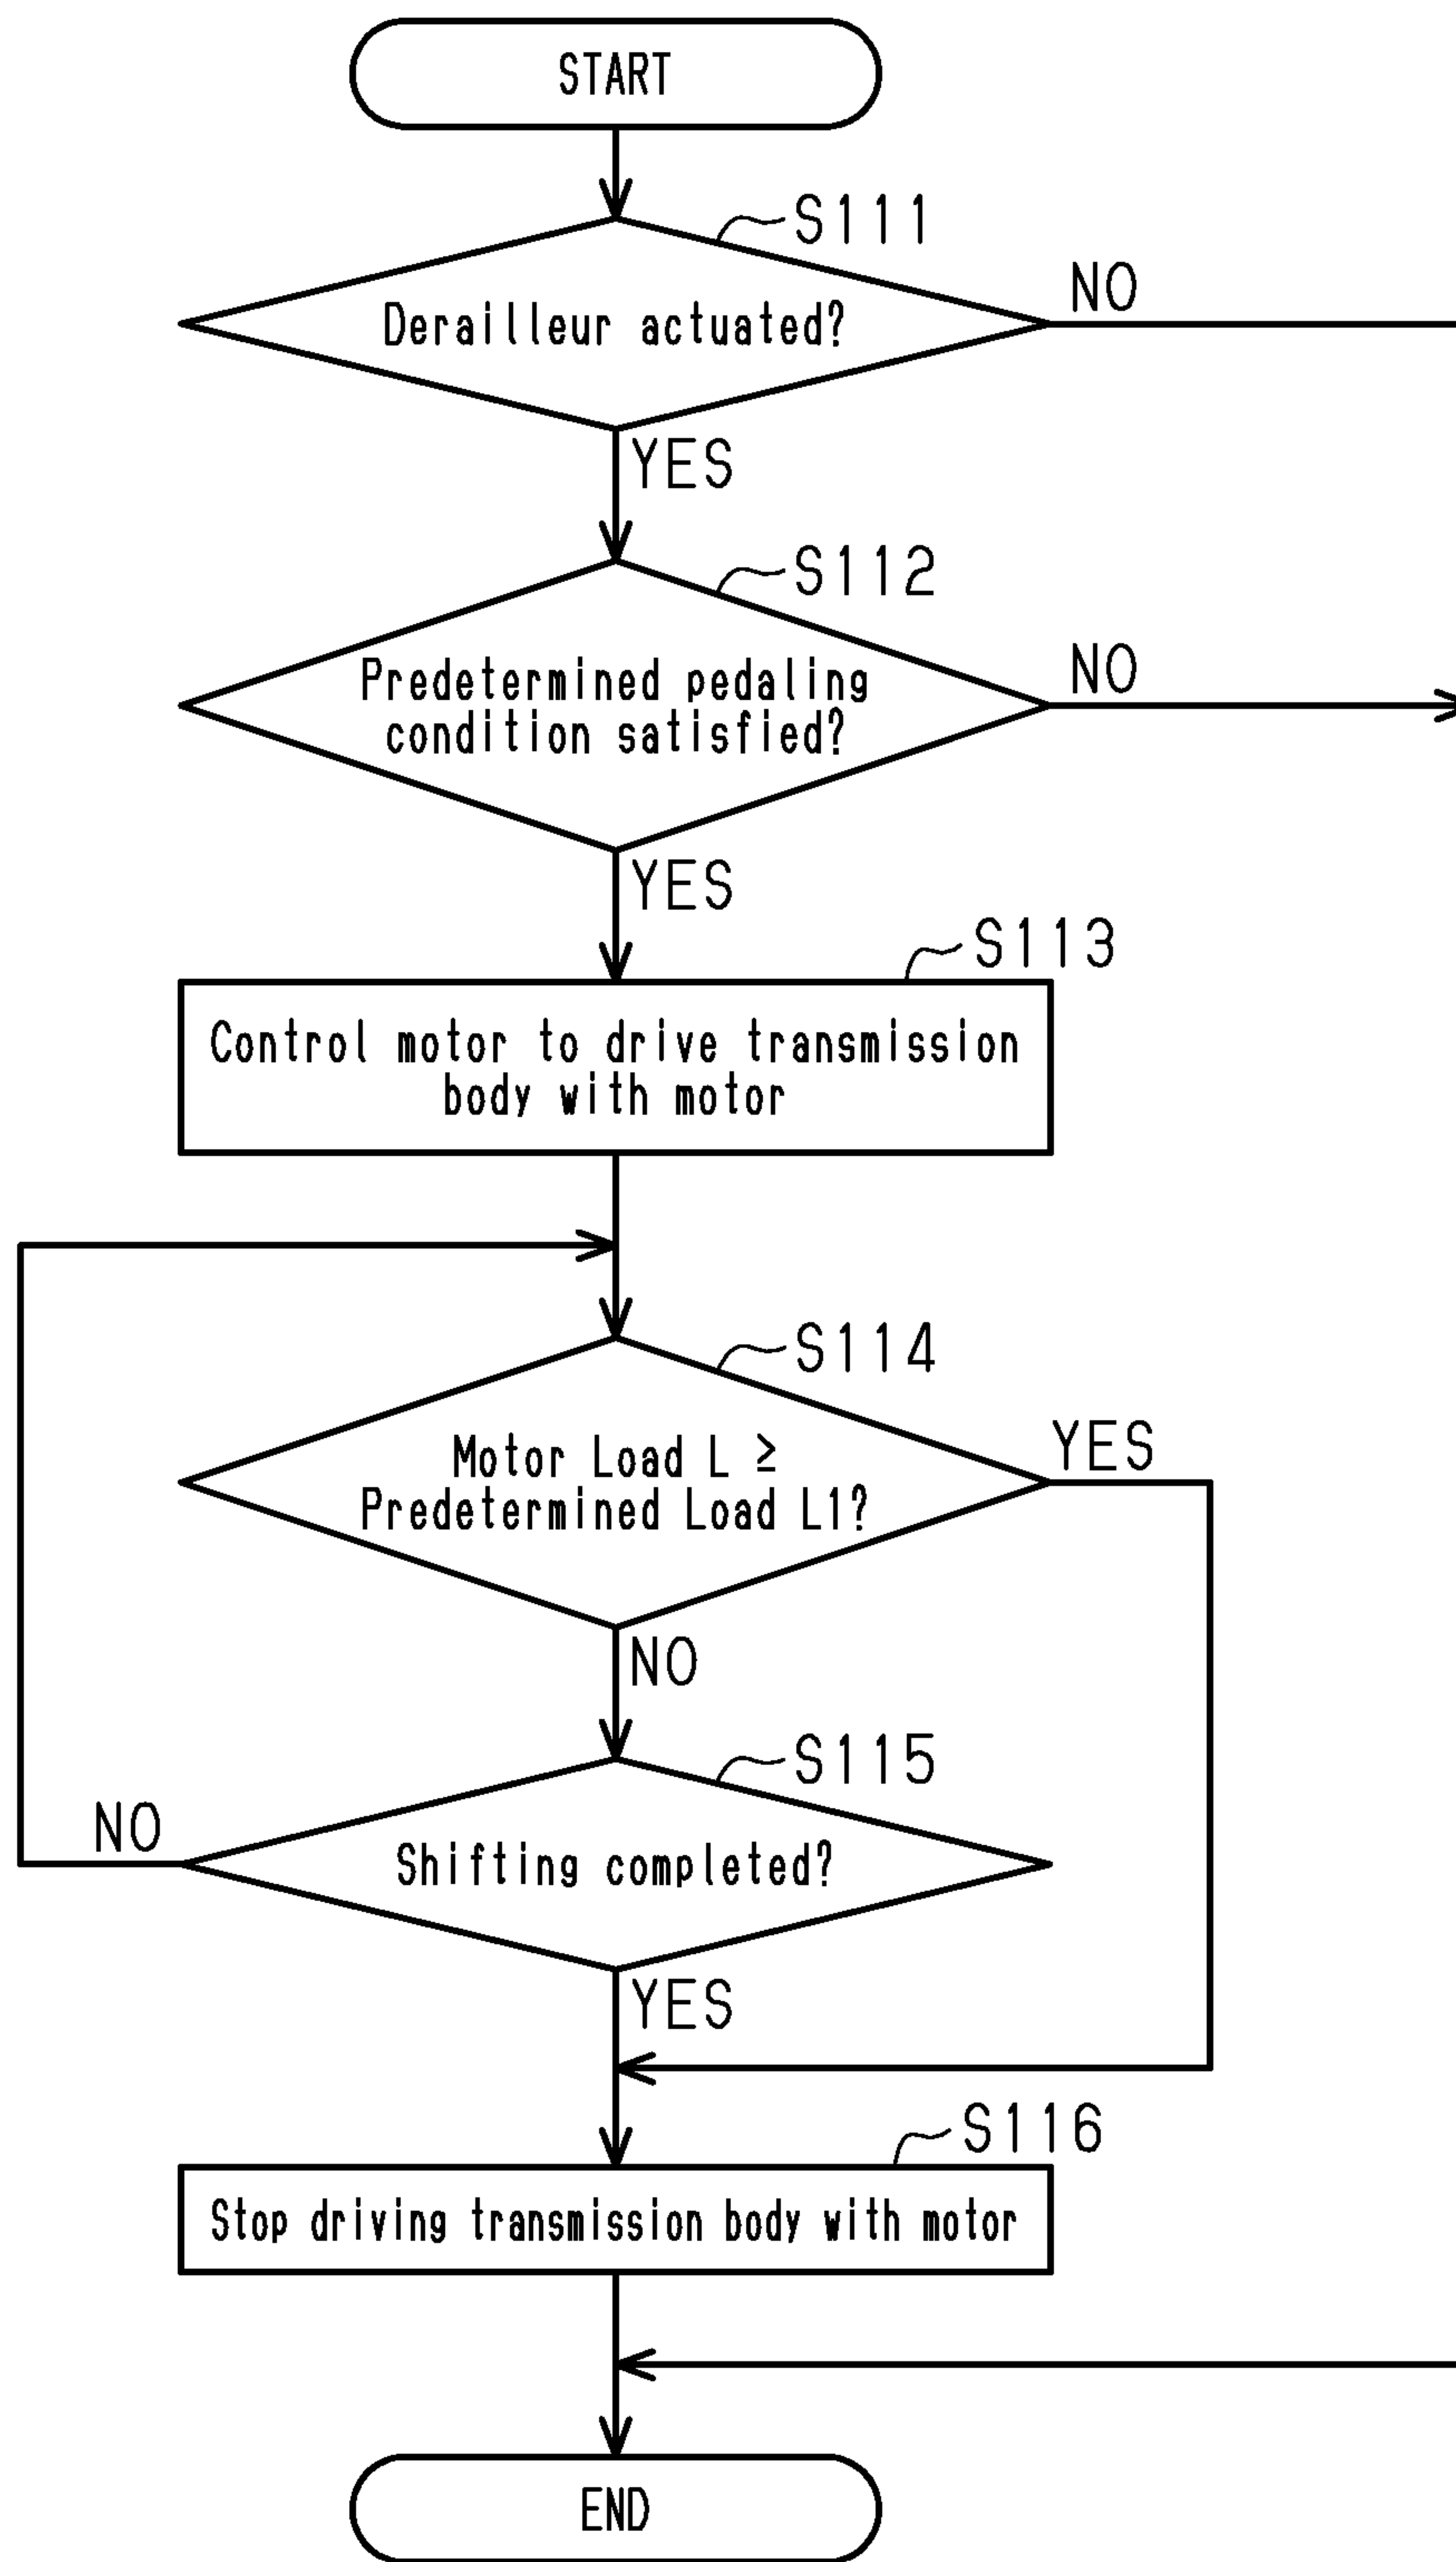 START
S111
Derailleur actuated?
NO
YES
S112
Predetermined pedaling
condition satisfied?
NO
YES
S113
Control motor to drive transmission
body with motor
S114
Motor Load L ≥
Predetermined Load L1?
YES
NO
S115
Shifting completed?
NO
YES
S116
Stop driving transmission body with motor
END